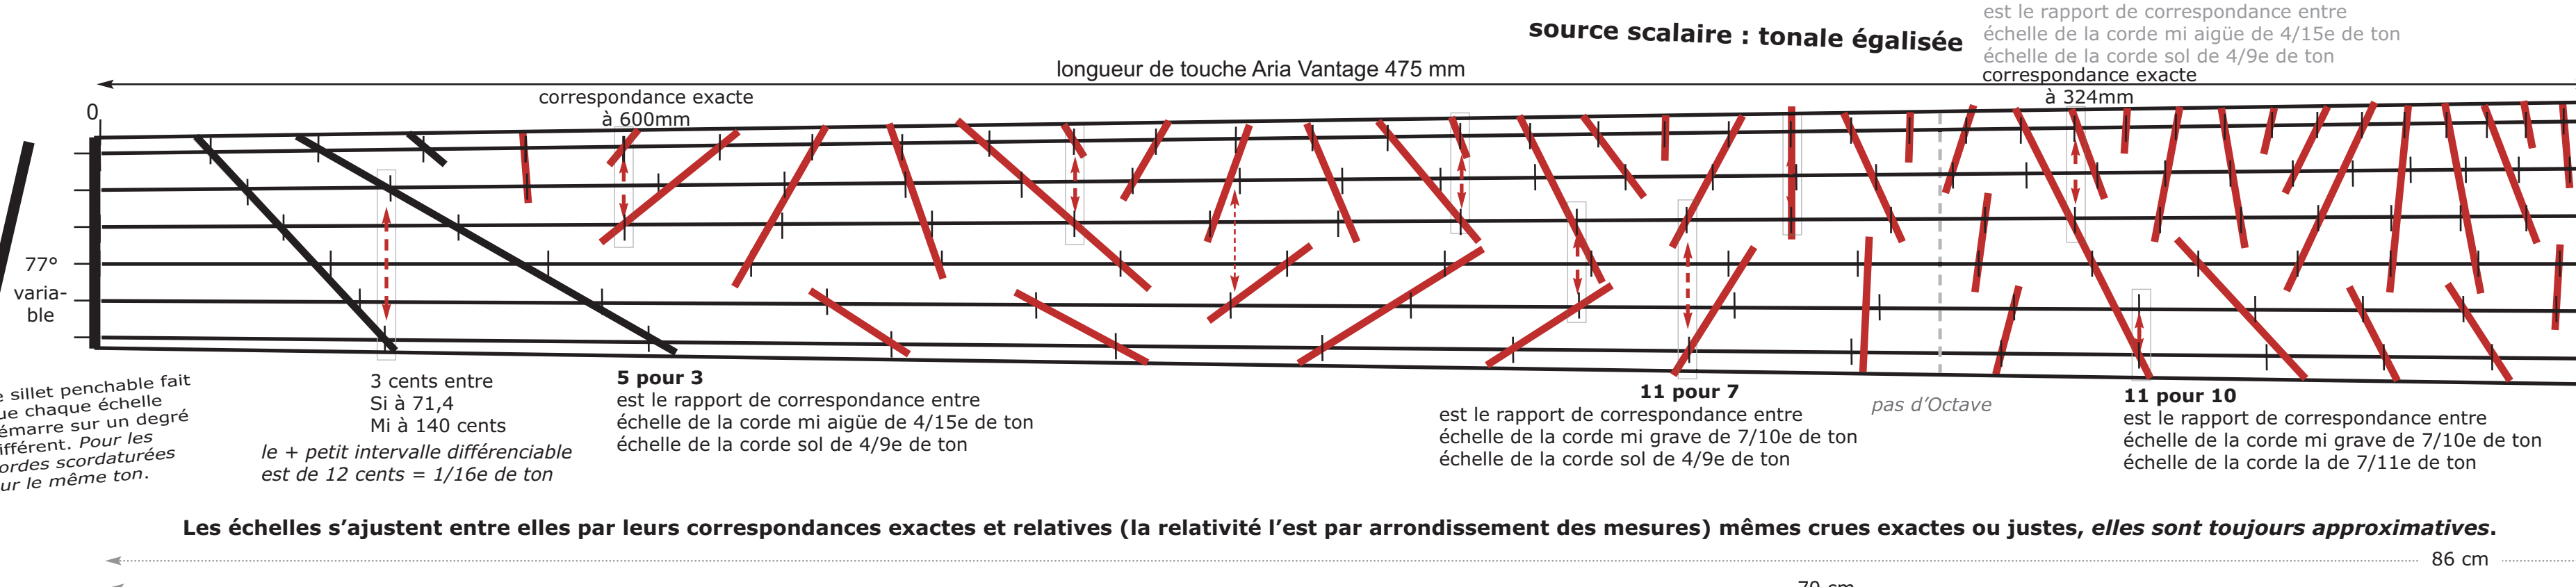 est le rapport de correspondance entre
échelle de la corde mi aigüe de 4/15e de ton
échelle de la corde sol de 4/9e de ton
source scalaire : tonale égalisée
longueur de touche Aria Vantage 475 mm
correspondance exacte
à 324mm
correspondance exacte
à 600mm
0
77°
varia-
ble
sillet penchable fait
chaque échelle
démarre sur un degré
différent. Pour les
cordes scordaturées
sur le même ton.
3 cents entre
Si à 71,4
Mi à 140 cents
le + petit intervalle différenciable
est de 12 cents = 1/16e de ton
5 pour 3
est le rapport de correspondance entre
échelle de la corde mi aigüe de 4/15e de ton
échelle de la corde sol de 4/9e de ton
11 pour 7
est le rapport de correspondance entre
échelle de la corde mi grave de 7/10e de ton
échelle de la corde sol de 4/9e de ton
pas d’Octave
11 pour 10
est le rapport de correspondance entre
échelle de la corde mi grave de 7/10e de ton
échelle de la corde la de 7/11e de ton
Les échelles s’ajustent entre elles par leurs correspondances exactes et relatives (la relativité l’est par arrondissement des mesures) mêmes crues exactes ou justes, elles sont toujours approximatives.
86 cm